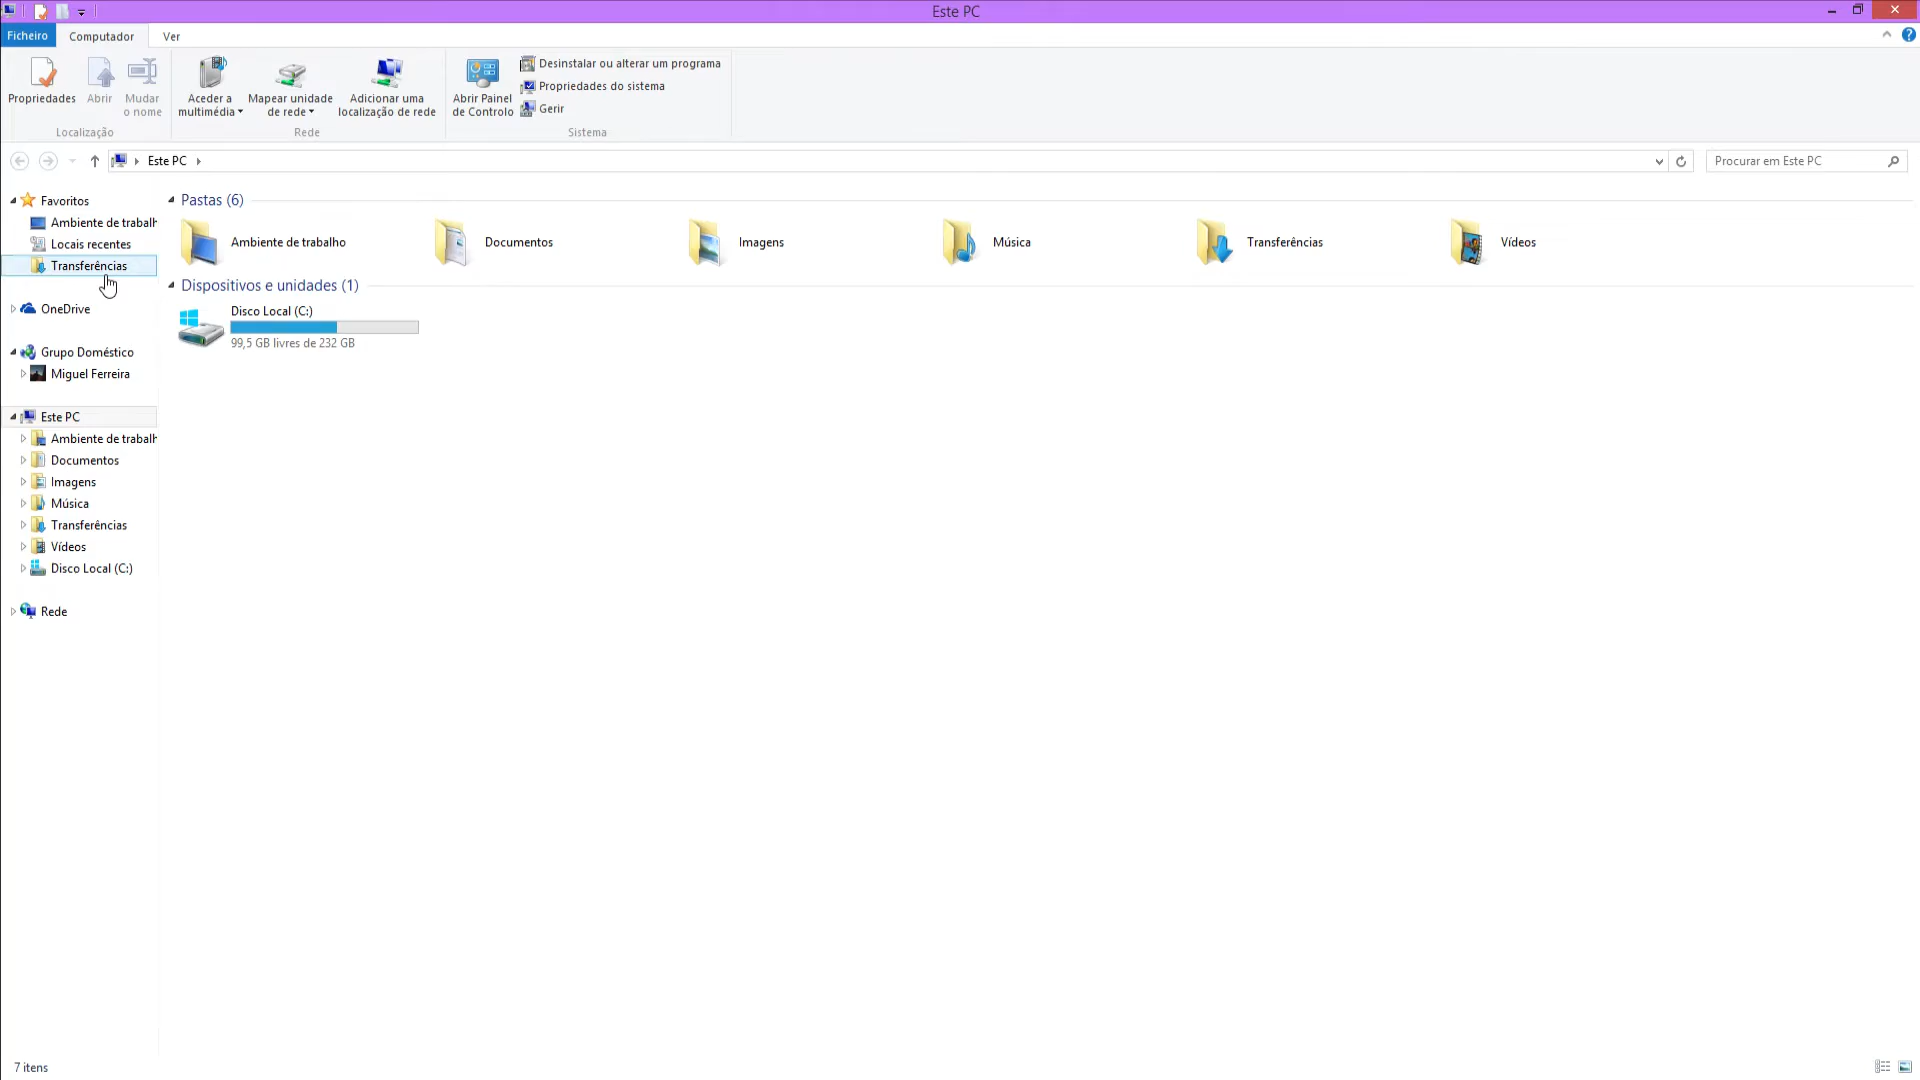 Este PC
Ficheiro
Computador
Ver
Propriedades
Abrir
Mudar
o nome
Localização
Aceder a
multimédia
Mapear unidade
de rede
Adicionar uma
localização de rede
Rede
Abrir Painel
de Controlo
Desinstalar ou alterar um programa
Propriedades do sistema
Gerir
Sistema
Este PC
Procurar em Este PC
Favoritos
Ambiente de trabalh
Locais recentes
Transferências
OneDrive
Grupo Doméstico
Miguel Ferreira
Este PC
Ambiente de trabalh
Documentos
Imagens
Música
Transferências
Vídeos
Disco Local (C:)
Rede
Pastas (6)
Ambiente de trabalho
Documentos
Imagens
Música
Transferências
Vídeos
Dispositivos e unidades (1)
Disco Local (C:)
99,5 GB livres de 232 GB
7 itens